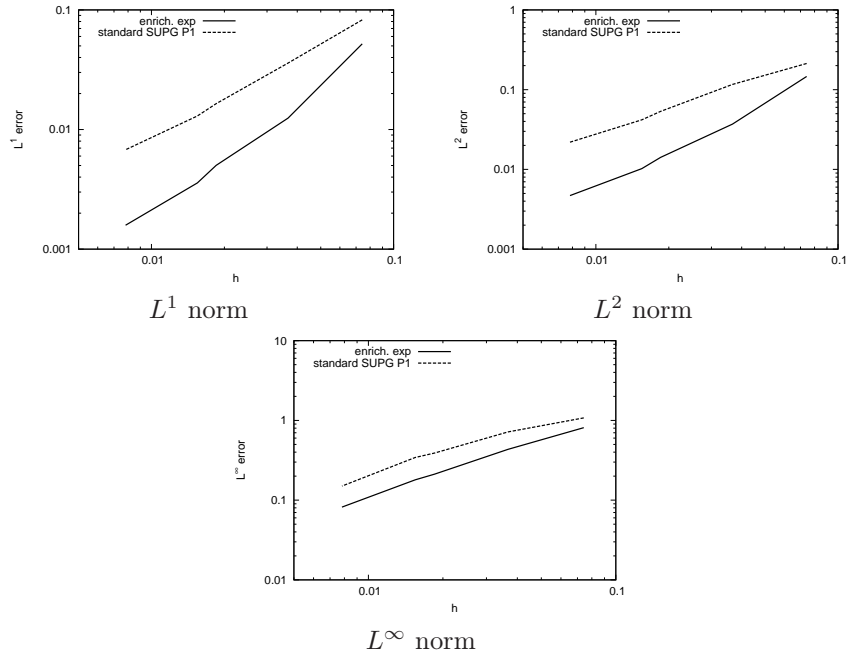 0.1
enrich. exp
standard SUPG P1
L¹ error
0.01
0.001
0.01
0.1
h
L¹ norm
1
enrich. exp
standard SUPG P1
0.1
L² error
0.01
0.001
0.01
0.1
h
L² norm
10
enrich. exp
standard SUPG P1
1
L∞ error
0.1
0.01
0.01
0.1
h
L∞ norm